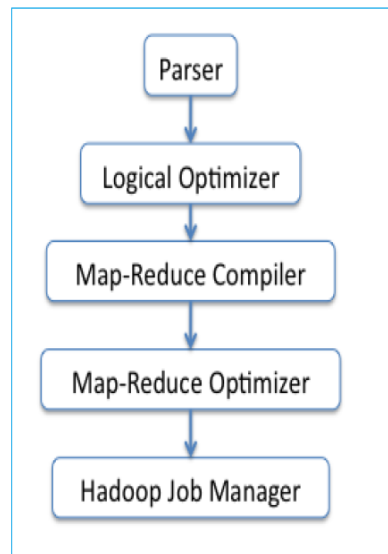 Parser
Logical Optimizer
Map-Reduce Compiler
Map-Reduce Optimizer
Hadoop Job Manager